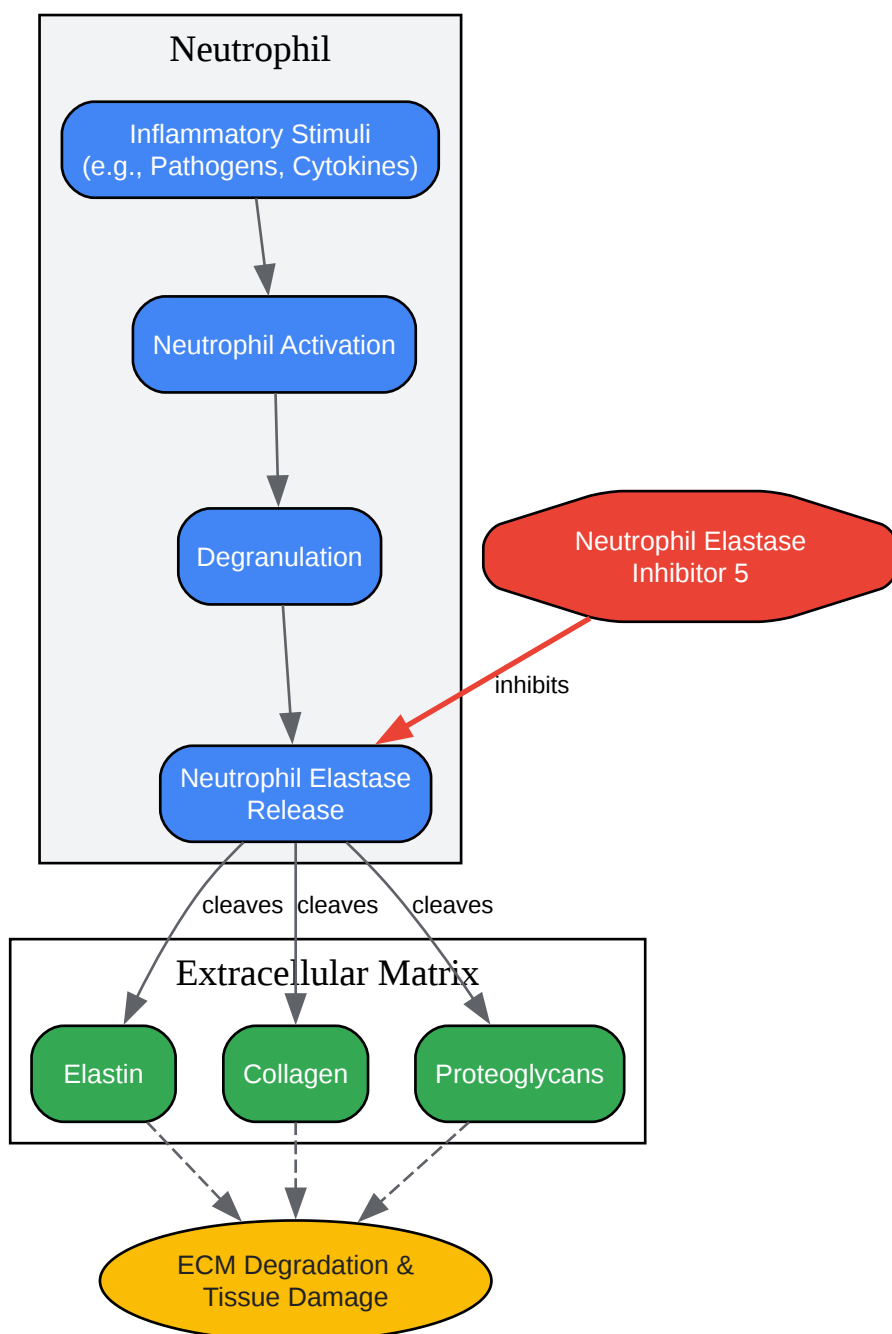 Neutrophil
Inflammatory Stimuli
(e.g., Pathogens, Cytokines)
Neutrophil Activation
Degranulation
Neutrophil Elastase
Inhibitor 5
inhibits
Neutrophil Elastase
Release
cleaves
cleaves
cleaves
Extracellular Matrix
Elastin
Collagen
Proteoglycans
ECM Degradation &
Tissue Damage